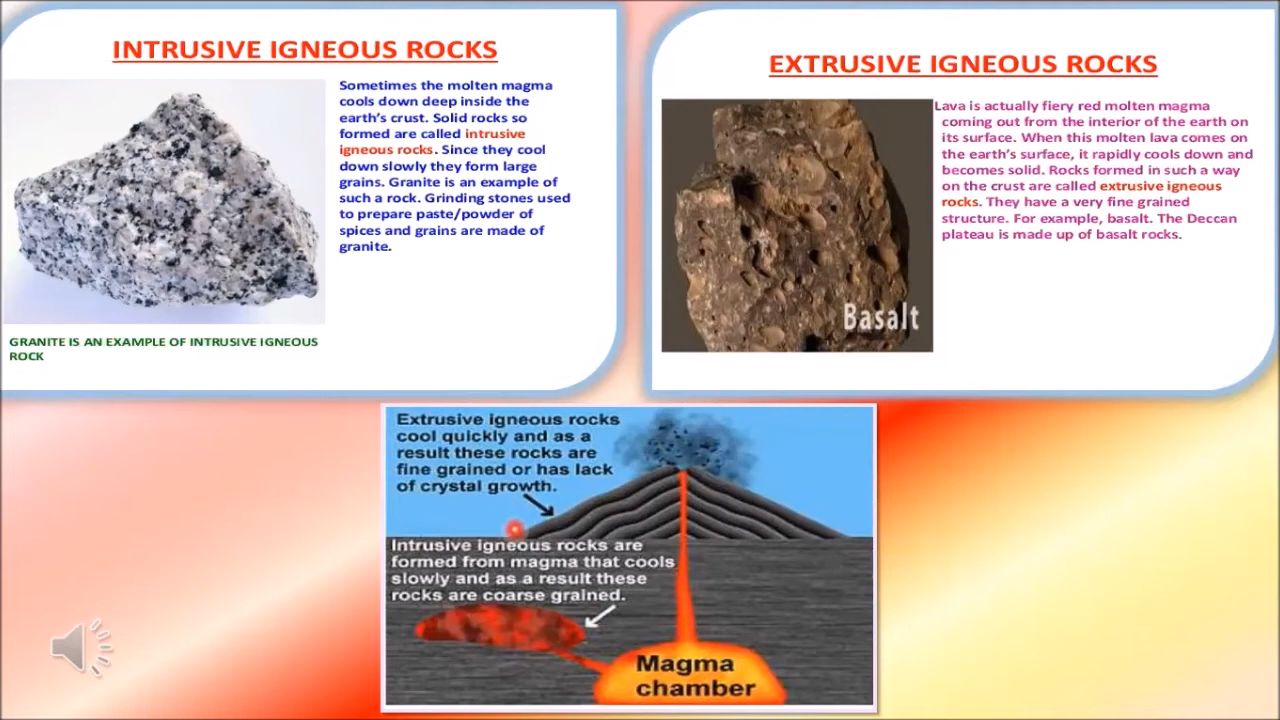 INTRUSIVE IGNEOUS ROCKS
Sometimes the molten magma
cools down deep inside the
earth's crust. Solid rocks so
formed are called intrusive
igneous rocks. Since they cool
down slowly they form large
grains. Granite is an example of
such a rock. Grinding stones used
to prepare paste/powder of
spices and grains are made of
granite.
GRANITE IS AN EXAMPLE OF INTRUSIVE IGNEOUS
ROCK
EXTRUSIVE IGNEOUS ROCKS
Lava is actually fiery red molten magma
coming out from the interior of the earth on
its surface. When this molten lava comes on
the earth's surface, it rapidly cools down and
becomes solid. Rocks formed in such a way
on the crust are called extrusive igneous
rocks. They have a very fine grained
structure. For example, basalt. The Deccan
plateau is made up of basalt rocks.
Basalt
Extrusive igneous rocks
cool quickly and as a
result these rocks are
fine grained or has lack
of crystal growth.
Intrusive igneous rocks are
formed from magma that cools
slowly and as a result these
rocks are coarse grained.
Magma
chamber